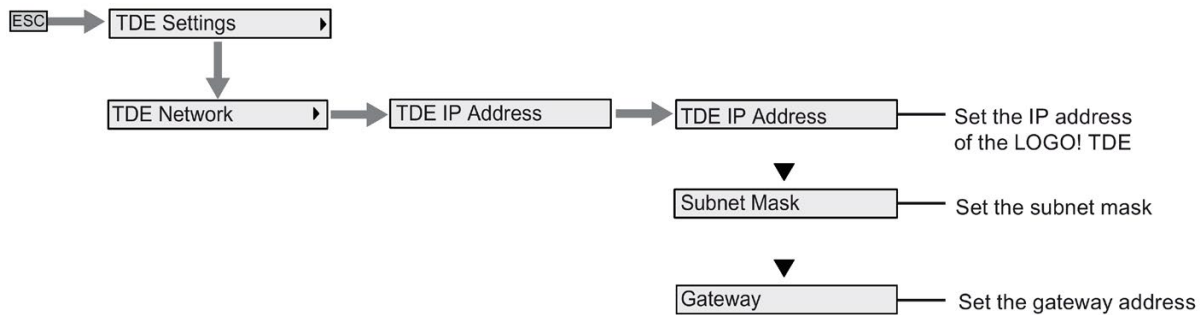 ESC
TDE Settings
TDE Network
TDE IP Address
TDE IP Address
Set the IP address
of the LOGO! TDE
Subnet Mask
Set the subnet mask
Gateway
Set the gateway address